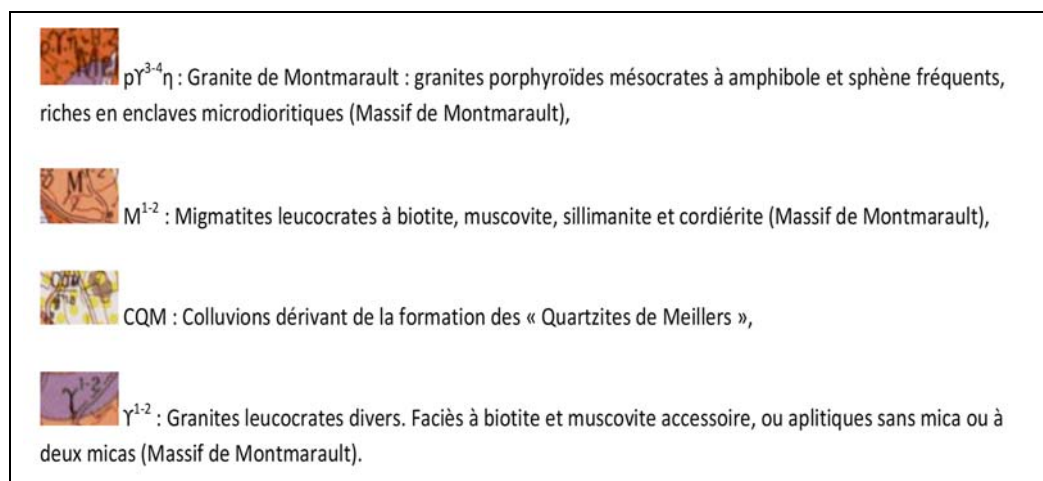 pϒ³⁻⁴η : Granite de Montmarault : granites porphyroïdes mésocrates à amphibole et sphène fréquents,
riches en enclaves microdioritiques (Massif de Montmarault),
M¹⁻² : Migmatites leucocrates à biotite, muscovite, sillimanite et cordiérite (Massif de Montmarault),
CQM : Colluvions dérivant de la formation des « Quartzites de Meillers »,
ϒ¹⁻² : Granites leucocrates divers. Faciès à biotite et muscovite accessoire, ou aplitiques sans mica ou à
deux micas (Massif de Montmarault).